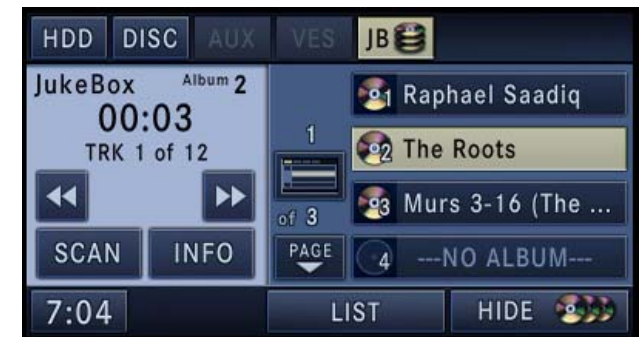 HDD DISC AUX VES JB
JukeBox Album 2
00:03
TRK 1 of 12
SCAN INFO
1
of 3
PAGE
1 Raphael Saadiq
2 The Roots
3 Murs 3-16 (The ...
4 ---NO ALBUM---
7:04 LIST HIDE